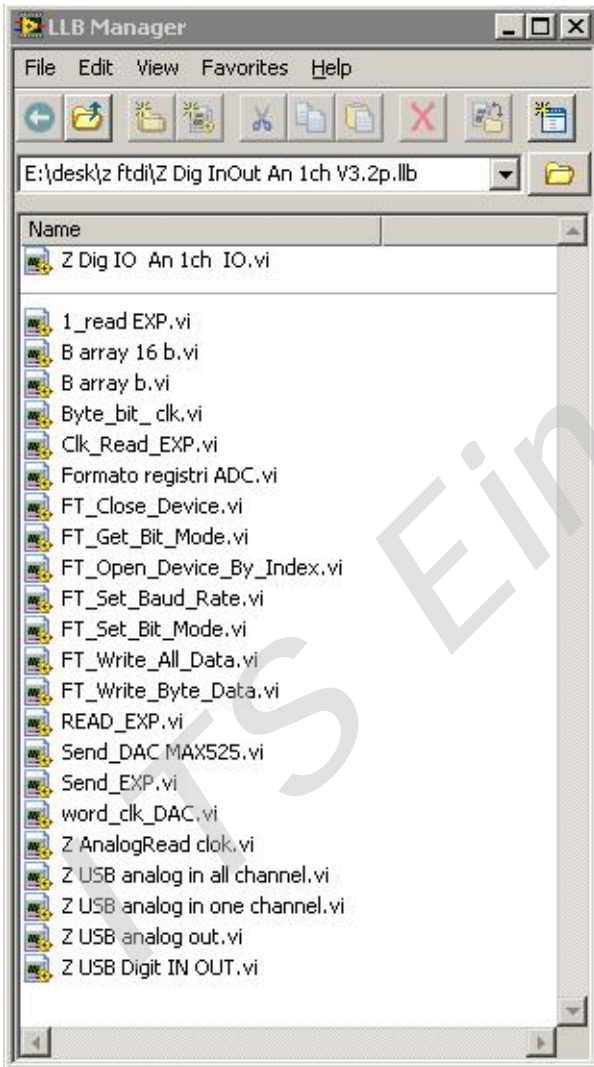 LLB Manager
File Edit View Favorites Help
E:\desk\z ftdi\Z Dig InOut An 1ch V3.2p.llb
Name
Z Dig IO An 1ch IO.vi
1_read EXP.vi
B array 16 b.vi
B array b.vi
Byte_bit_ clk.vi
Clk_Read_EXP.vi
Formato registri ADC.vi
FT_Close_Device.vi
FT_Get_Bit_Mode.vi
FT_Open_Device_By_Index.vi
FT_Set_Baud_Rate.vi
FT_Set_Bit_Mode.vi
FT_Write_All_Data.vi
FT_Write_Byte_Data.vi
READ_EXP.vi
Send_DAC MAX525.vi
Send_EXP.vi
word_clk_DAC.vi
Z AnalogRead clok.vi
Z USB analog in all channel.vi
Z USB analog in one channel.vi
Z USB analog out.vi
Z USB Digit IN OUT.vi
ITS Ein